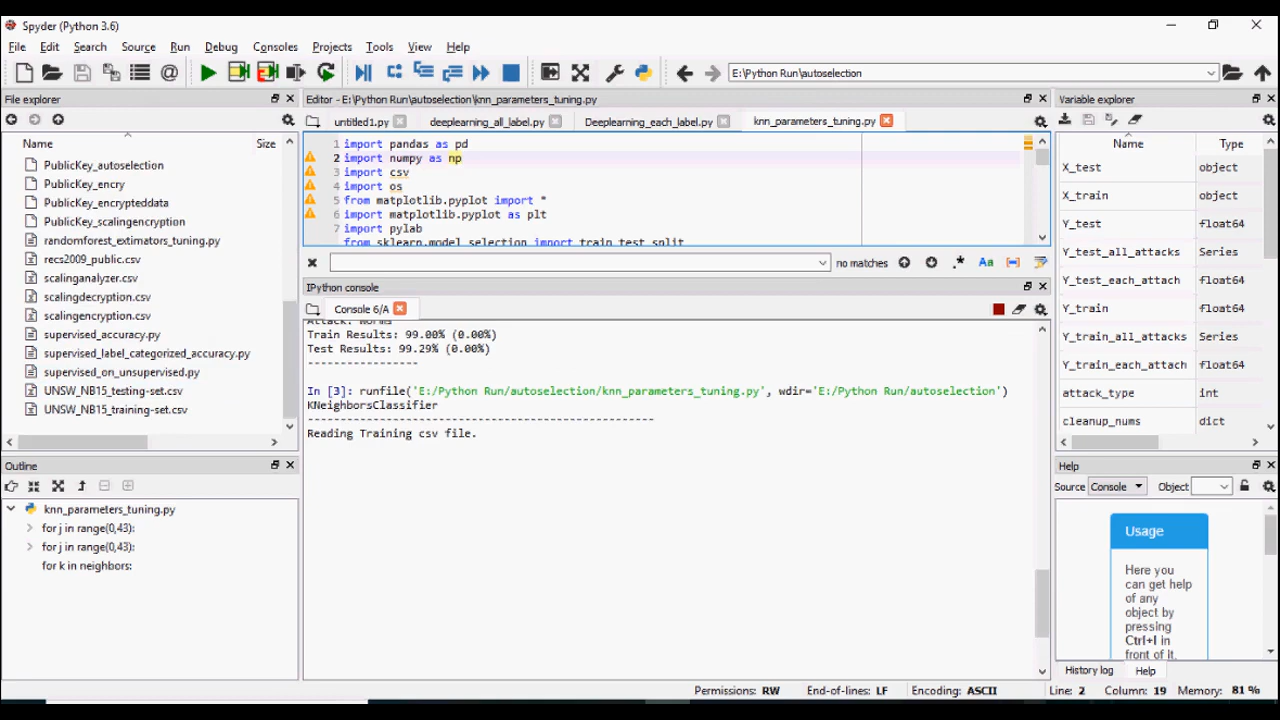 Spyder (Python 3.6)
File Edit Search Source Run Debug Consoles Projects Tools View Help
E:\Python Run\autoselection
File explorer
Name Size
PublicKey_autoselection
PublicKey_encry
PublicKey_encrypteddata
PublicKey_scalingencryption
randomforest_extimators_tuning.py
recs2009_public.csv
scalinganalyzer.csv
scalingdecryption.csv
scalingencryption.csv
supervised_accuracy.py
supervised_label_categorized_accuracy.py
supervised_on_unsupervised.py
UNSW_NB15_testing-set.csv
UNSW_NB15_training-set.csv
Outline
knn_parameters_tuning.py
for j in range(0,43):
for j in range(0,43):
for k in neighbors:
Editor - E:\Python Run\autoselection\knn_parameters_tuning.py
untitled1.py deeplearning_all_label.py Deeplearning_each_label.py knn_parameters_tuning.py
1 import pandas as pd
2 import numpy as np
3 import csv
4 import os
5 from matplotlib.pyplot import *
6 import matplotlib.pyplot as plt
7 import pylab
from sklearn.model_selection import train_test_split
no matches .* Aa
IPython console
Console 6/A
Attack: Worms
Train Results: 99.00% (0.00%)
Test Results: 99.29% (0.00%)
-----------------
In [3]: runfile('E:/Python Run/autoselection/knn_parameters_tuning.py', wdir='E:/Python Run/autoselection')
KNeighborsClassifier
--------------------------------------------------
Reading Training csv file.
Variable explorer
Name Type
X_test object
X_train object
Y_test float64
Y_test_all_attacks Series
Y_test_each_attach float64
Y_train float64
Y_train_all_attacks Series
Y_train_each_attach float64
attack_type int
cleanup_nums dict
Help
Source Console Object
Usage
Here you
can get help
of any
object by
pressing
Ctrl+I in
front of it,
History log Help
Permissions: RW End-of-lines: LF Encoding: ASCII Line: 2 Column: 19 Memory: 81 %